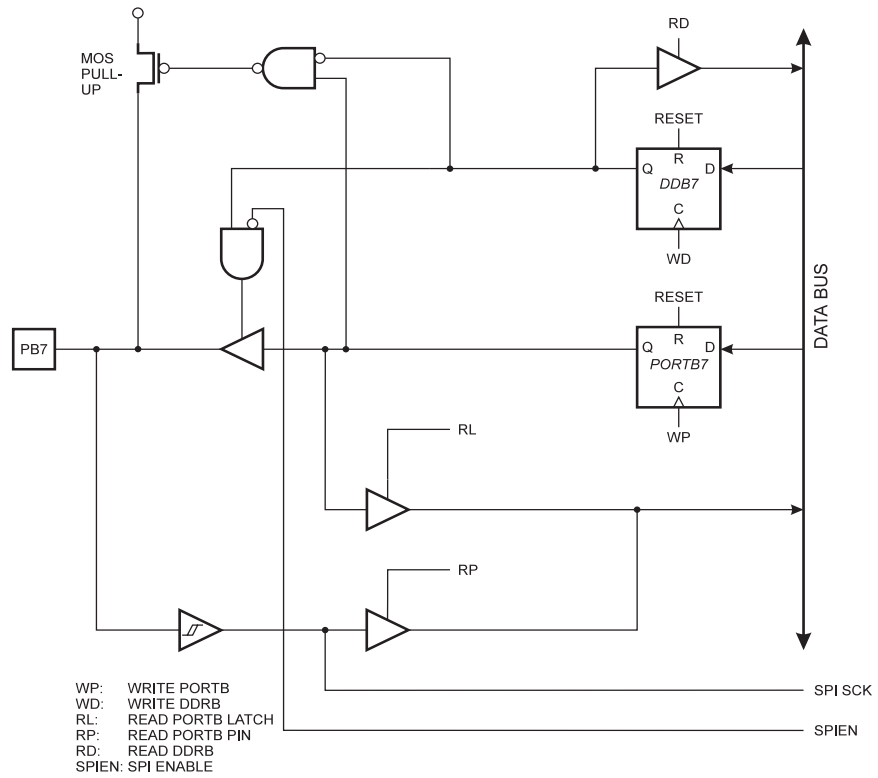 RD
MOS
PULL-
UP
RESET
R
Q
D
DDB7
C
WD
RESET
R
Q
D
PORTB7
C
WP
DATA BUS
PB7
RL
RP
WP: WRITE PORTB
WD: WRITE DDRB
RL: READ PORTB LATCH
RP: READ PORTB PIN
RD: READ DDRB
SPIEN: SPI ENABLE
SPI SCK
SPIEN